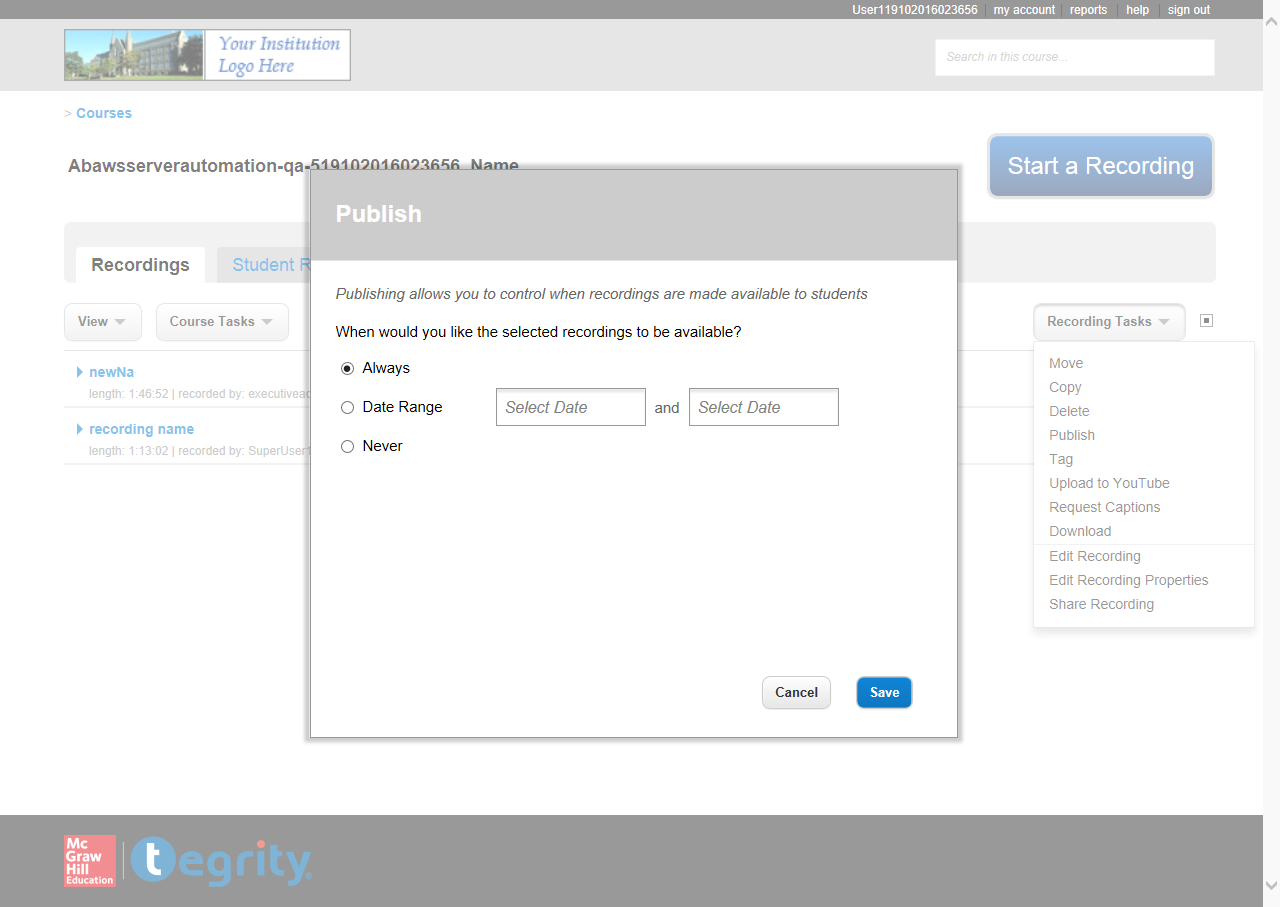 User119102016023656 my account reports help sign out
Your Institution
Logo Here
Search in this course...
> Courses
Abawsserverautomation-qa-519102016023656_Name
Start a Recording
Publish
Recordings
Student R
Publishing allows you to control when recordings are made available to students
When would you like the selected recordings to be available?
Always
Date Range Select Date and Select Date
Never
Cancel Save
View
Course Tasks
Recording Tasks
newNa
length: 1:46:52 | recorded by: executivead
recording name
length: 1:13:02 | recorded by: SuperUser1
Move
Copy
Delete
Publish
Tag
Upload to YouTube
Request Captions
Download
Edit Recording
Edit Recording Properties
Share Recording
Mc
Graw
Hill
Education
tegrity